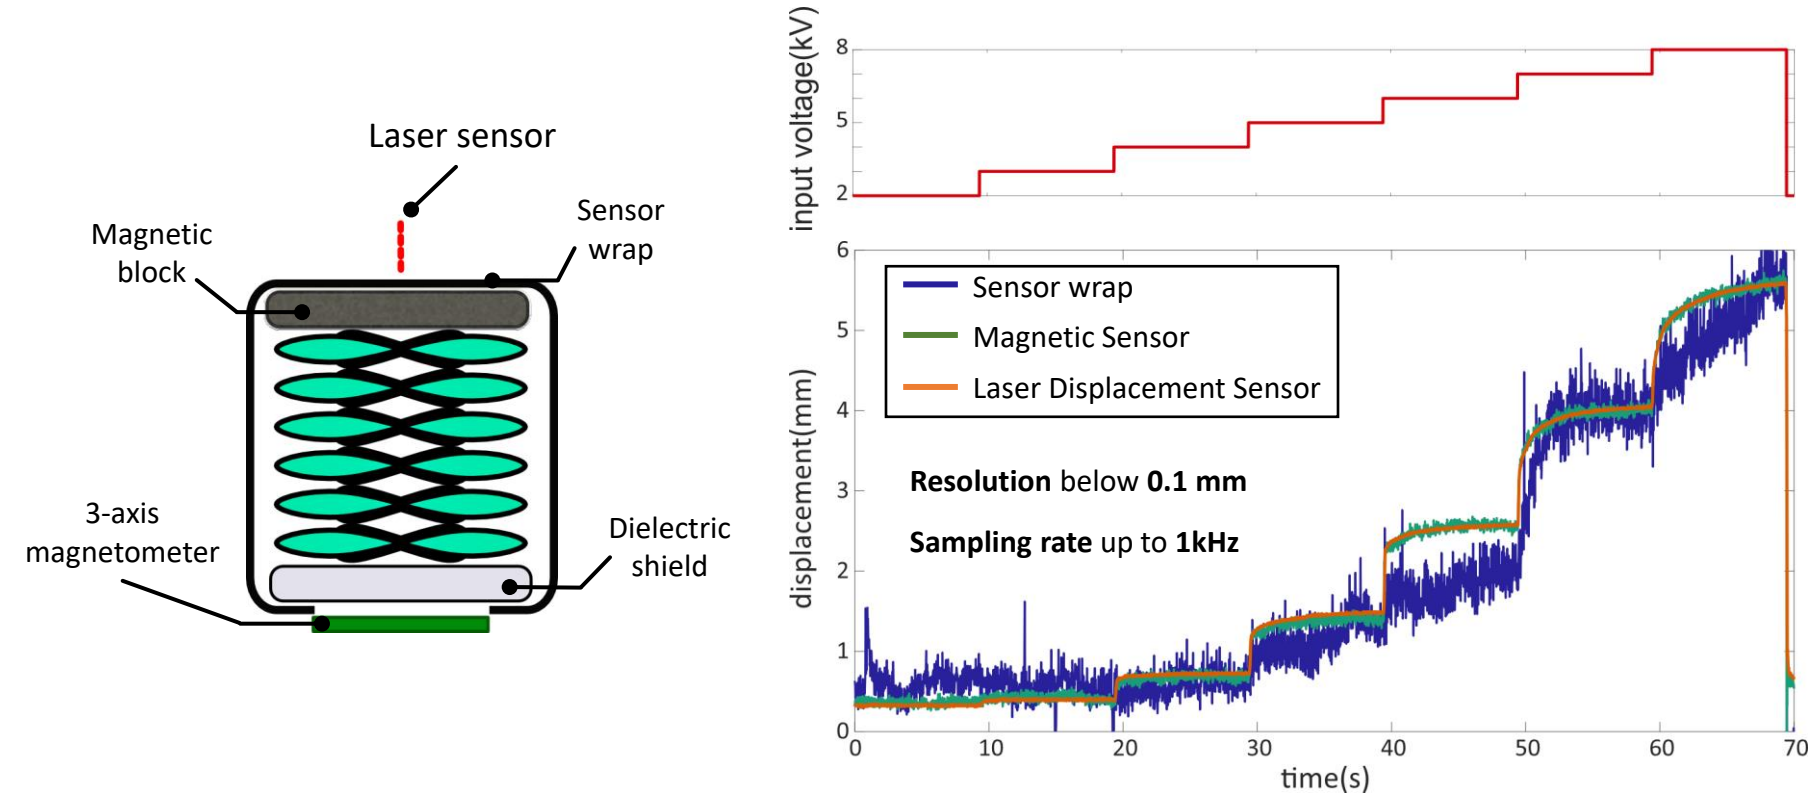 Laser sensor
Sensor
wrap
Magnetic
block
3-axis
magnetometer
Dielectric
shield
input voltage(kV)
8
5
2
displacement(mm)
6
5
4
3
2
1
0
Sensor wrap
Magnetic Sensor
Laser Displacement Sensor
Resolution below 0.1 mm
Sampling rate up to 1kHz
0 10 20 30 40 50 60 70
time(s)